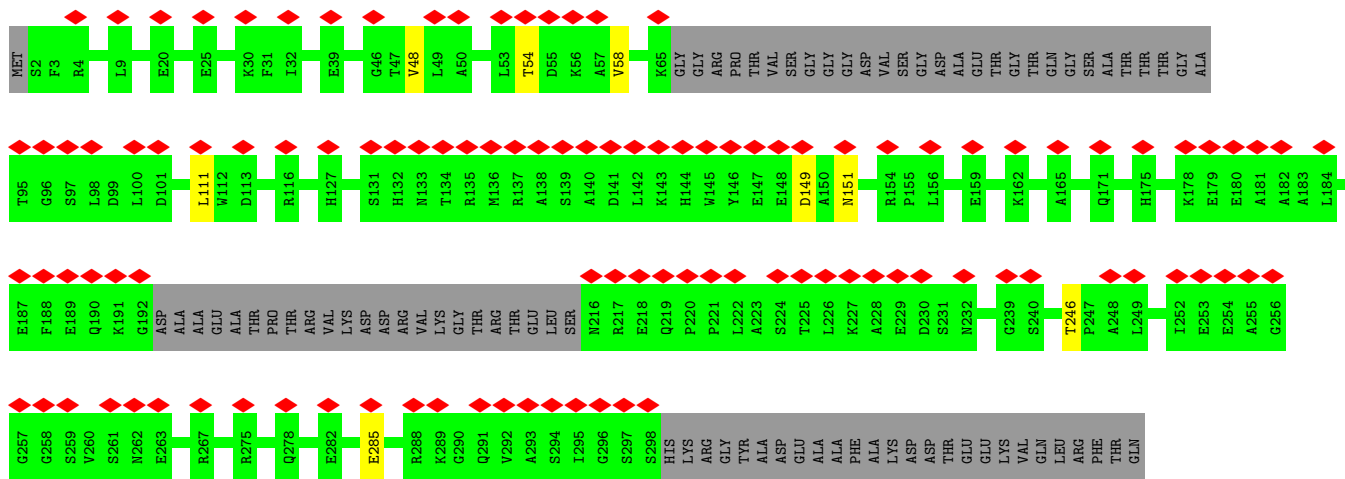 MET S2 F3 R4 L9 E20 E25 K30 F31 I32 E39 G46 T47 V48 L49 A50 L53 T54 D55 K56 A57 V58 K65 GLY GLY ARG PRO THR VAL SER GLY GLY GLY ASP VAL SER GLY ASP ALA GLU THR GLY THR GLN GLY SER ALA THR THR THR GLY ALA
T95 G96 S97 L98 D99 L100 D101 L111 W112 D113 R116 H127 S131 H132 N133 T134 R135 M136 R137 A138 S139 A140 D141 L142 K143 H144 W145 Y146 E147 E148 D149 A150 N151 R154 P155 L156 E159 K162 A165 Q171 H175 K178 E179 E180 A181 A182 A183 L184
E187 F188 E189 Q190 K191 G192 ASP ALA ALA GLU ALA THR PRO THR ARG VAL LYS ASP ASP ARG VAL LYS GLY THR ARG THR GLU LEU SER N216 R217 E218 Q219 P220 P221 L222 A223 S224 T225 L226 K227 A228 E229 D230 S231 N232 G239 S240 T246 P247 A248 L249 I252 E253 E254 A255 G256
G257 G258 S259 V260 S261 N262 E263 R267 R275 Q278 E282 E285 R288 K289 G290 Q291 V292 A293 S294 I295 G296 S297 S298 HIS LYS ARG GLY TYR ALA ASP GLU ALA ALA PHE ALA LYS ASP ASP THR GLU GLU LYS VAL GLN LEU ARG PHE THR GLN